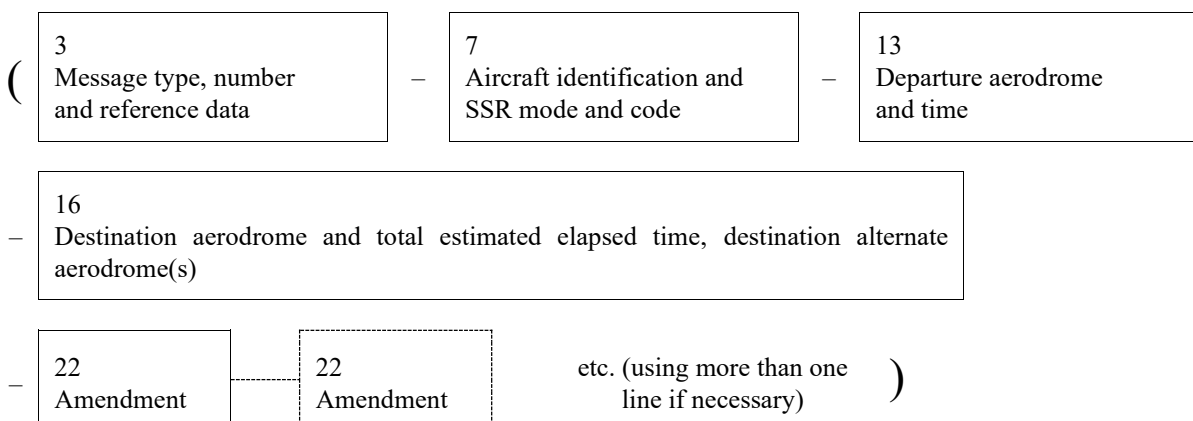 3 7 13
( Message type, number – Aircraft identification and – Departure aerodrome
and reference data SSR mode and code and time
16
– Destination aerodrome and total estimated elapsed time, destination alternate
aerodrome(s)
22 22 etc. (using more than one )
– Amendment Amendment line if necessary)